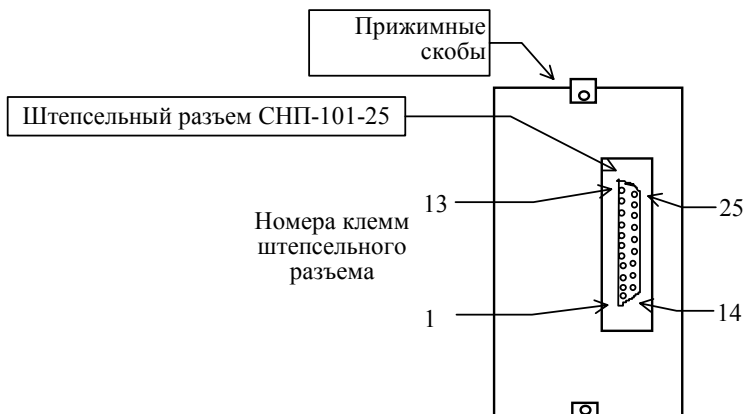 Прижимные
скобы
Штепсельный разъем СНП-101-25
13
25
Номера клемм
штепсельного
разъема
1
14